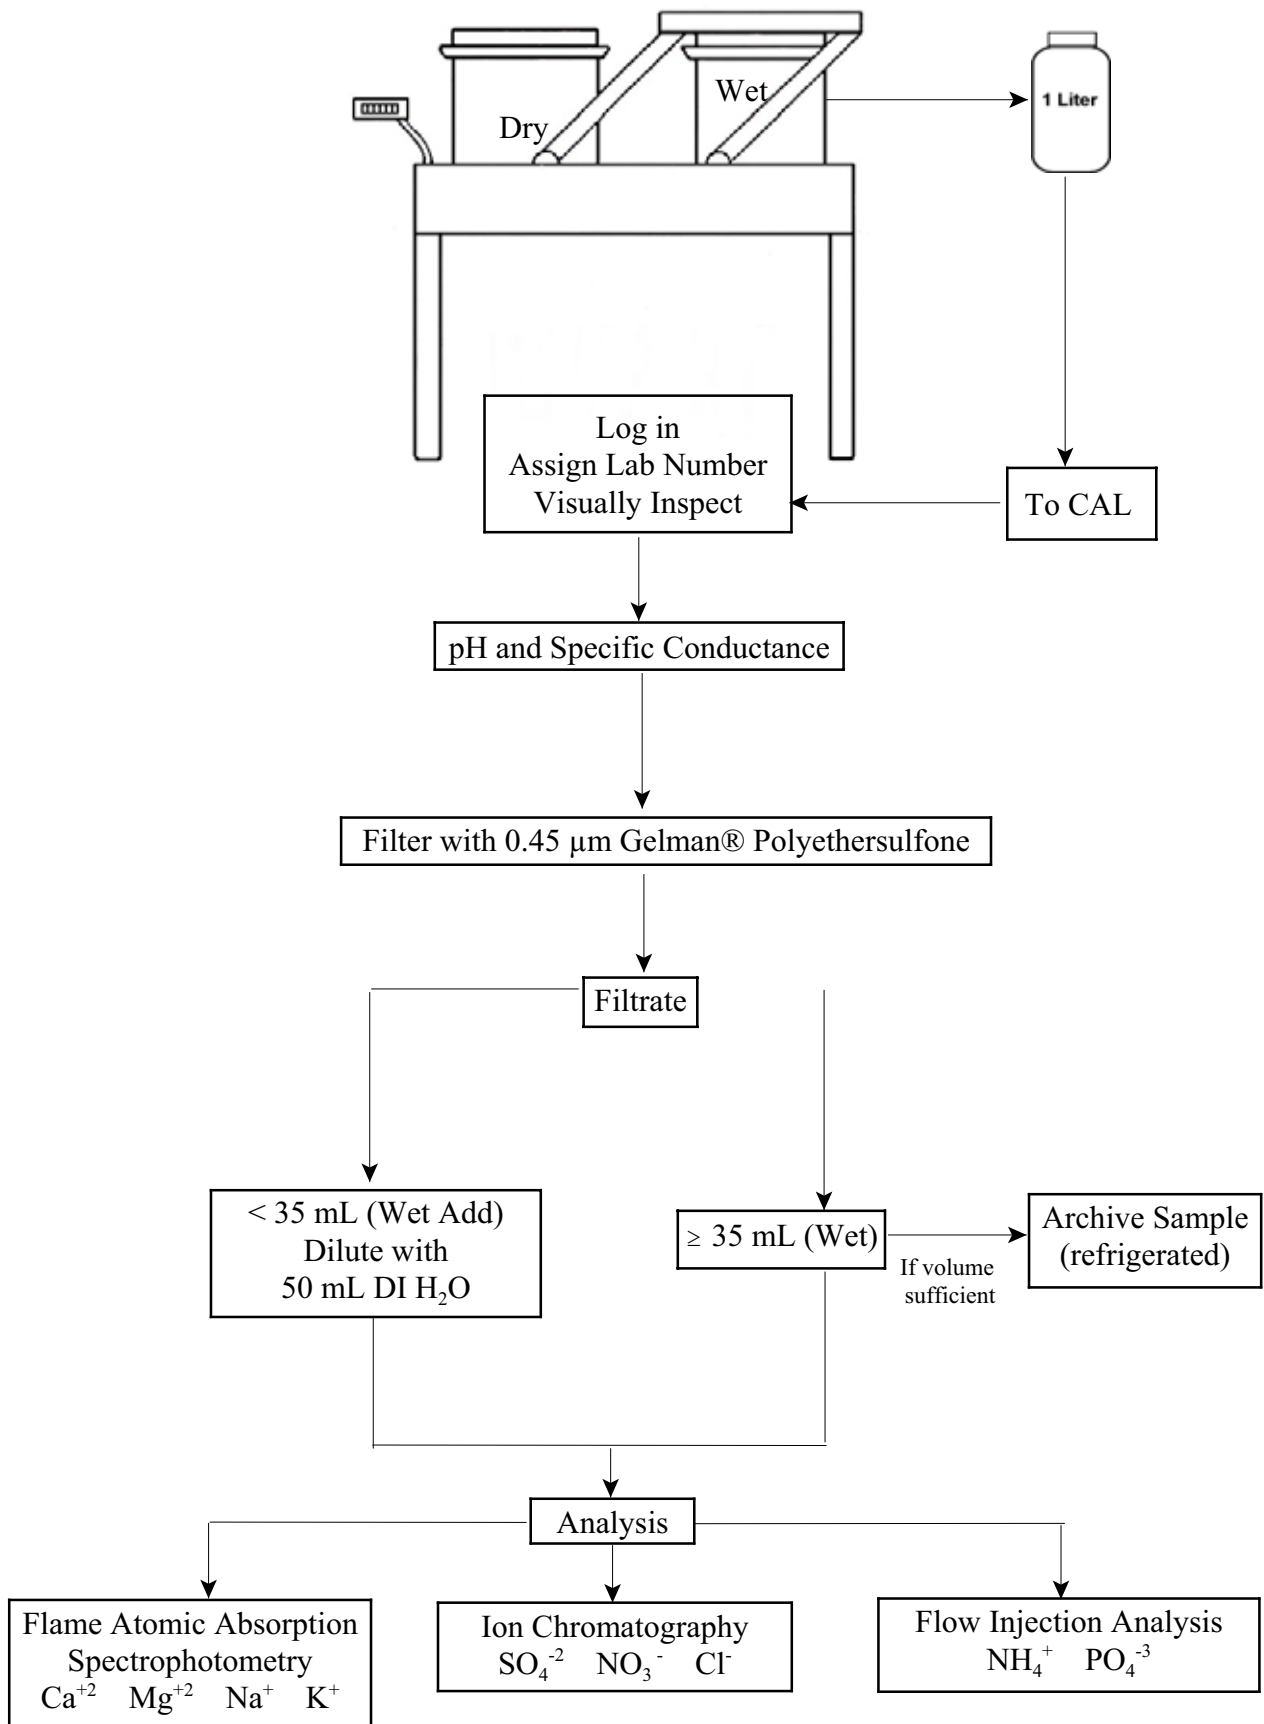 Dry
Wet
1 Liter
Log in
Assign Lab Number
Visually Inspect
To CAL
pH and Specific Conductance
Filter with 0.45 µm Gelman® Polyethersulfone
Filtrate
< 35 mL (Wet Add)
Dilute with
50 mL DI H₂O
≥ 35 mL (Wet)
If volume
sufficient
Archive Sample
(refrigerated)
Analysis
Flame Atomic Absorption
Spectrophotometry
Ca⁺² Mg⁺² Na⁺ K⁺
Ion Chromatography
SO₄⁻² NO₃⁻ Cl⁻
Flow Injection Analysis
NH₄⁺ PO₄⁻³